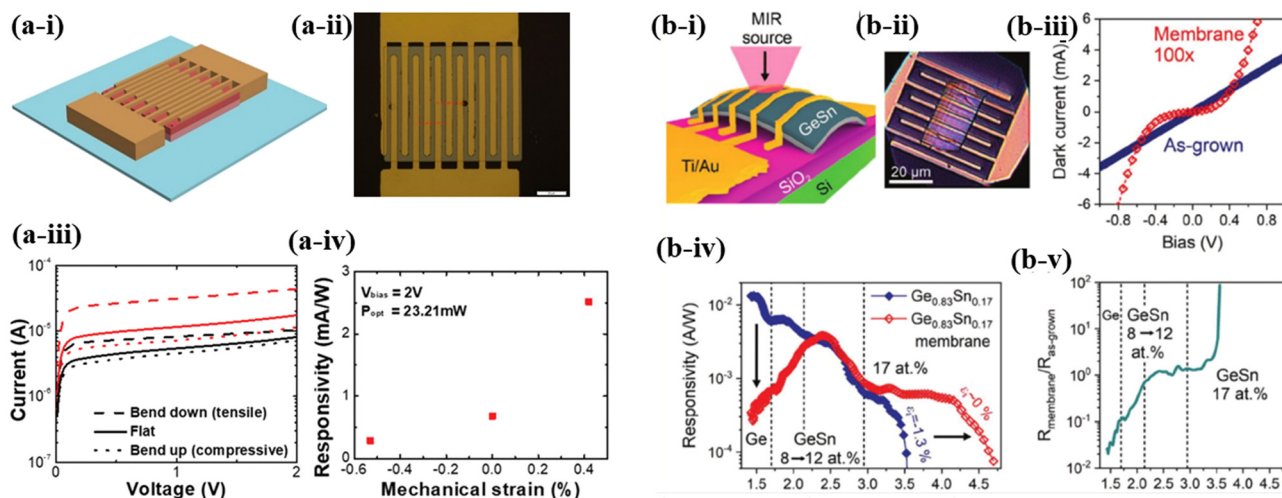 (a-i)
(a-ii)
(b-i)
MIR
source
GeSn
Ti/Au
SiO2
Si
(b-ii)
20 μm
(b-iii)
Dark current (mA)
6
4
2
0
-2
-4
-6
Membrane
100x
As-grown
-0.8 -0.4 0.0 0.4 0.8
Bias (V)
(a-iii)
Current (A)
10⁻⁴
10⁻⁵
10⁻⁶
10⁻⁷
Bend down (tensile)
Flat
Bend up (compressive)
0 1 2
Voltage (V)
(a-iv)
Responsivity (mA/W)
3
2
1
0
Vbias = 2V
Popt = 23.21mW
-0.6 -0.4 -0.2 0.0 0.2 0.4
Mechanical strain (%)
(b-iv)
Responsivity (A/W)
10⁻²
10⁻³
10⁻⁴
Ge0.83Sn0.17
Ge0.83Sn0.17
membrane
17 at.%
εi~0 %
εi=-1.3 %
Ge
GeSn
8→12 at.%
1.5 2.0 2.5 3.0 3.5 4.0 4.5
(b-v)
Rmembrane/Ras-grown
10²
10¹
10⁰
10⁻¹
10⁻²
Ge
GeSn
8→12
at.%
GeSn
17 at.%
1.5 2.0 2.5 3.0 3.5 4.0 4.5